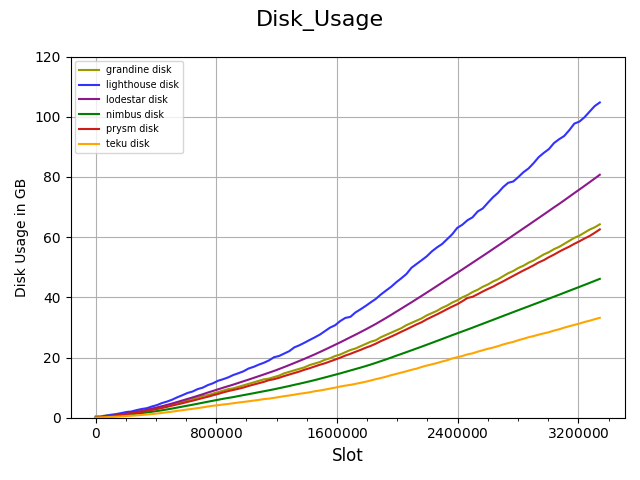 Disk_Usage
Disk Usage in GB
120
100
80
60
40
20
0
grandine disk
lighthouse disk
lodestar disk
nimbus disk
prysm disk
teku disk
0 800000 1600000 2400000 3200000
Slot